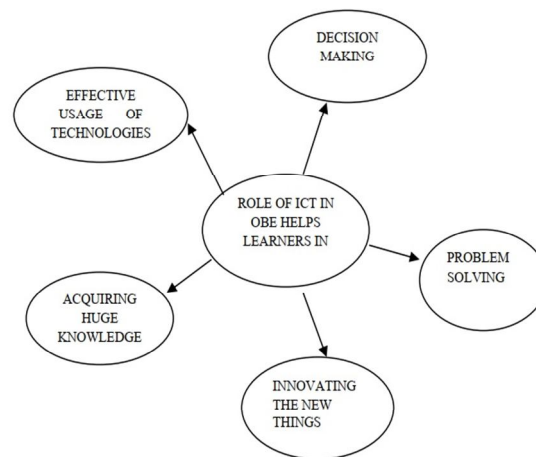 DECISION
MAKING
EFFECTIVE
USAGE OF
TECHNOLOGIES
ROLE OF ICT IN
OBE HELPS
LEARNERS IN
PROBLEM
SOLVING
ACQUIRING
HUGE
KNOWLEDGE
INNOVATING
THE NEW
THINGS